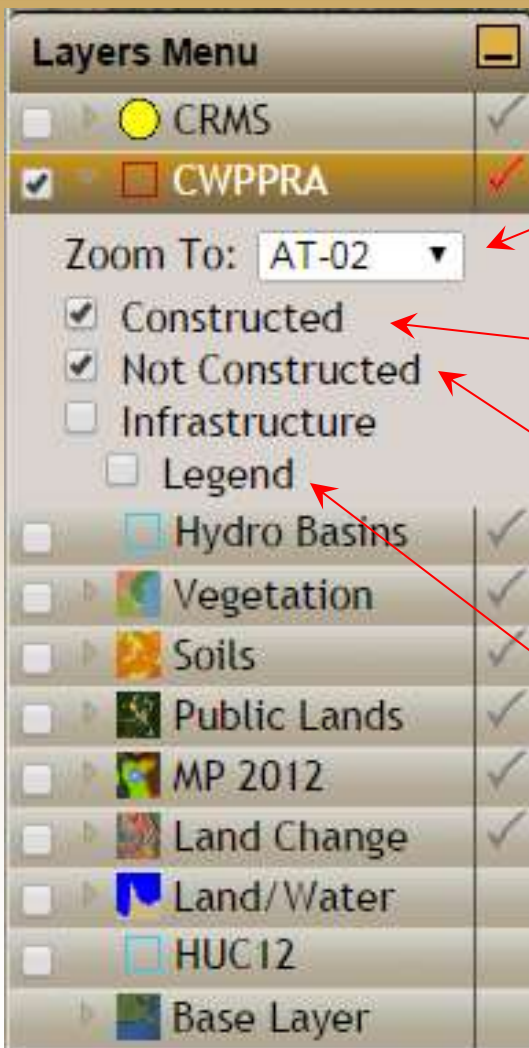 Layers Menu
CRMS
CWPPRA
Zoom To: AT-02
Constructed
Not Constructed
Infrastructure
Legend
Hydro Basins
Vegetation
Soils
Public Lands
MP 2012
Land Change
Land/Water
HUC12
Base Layer